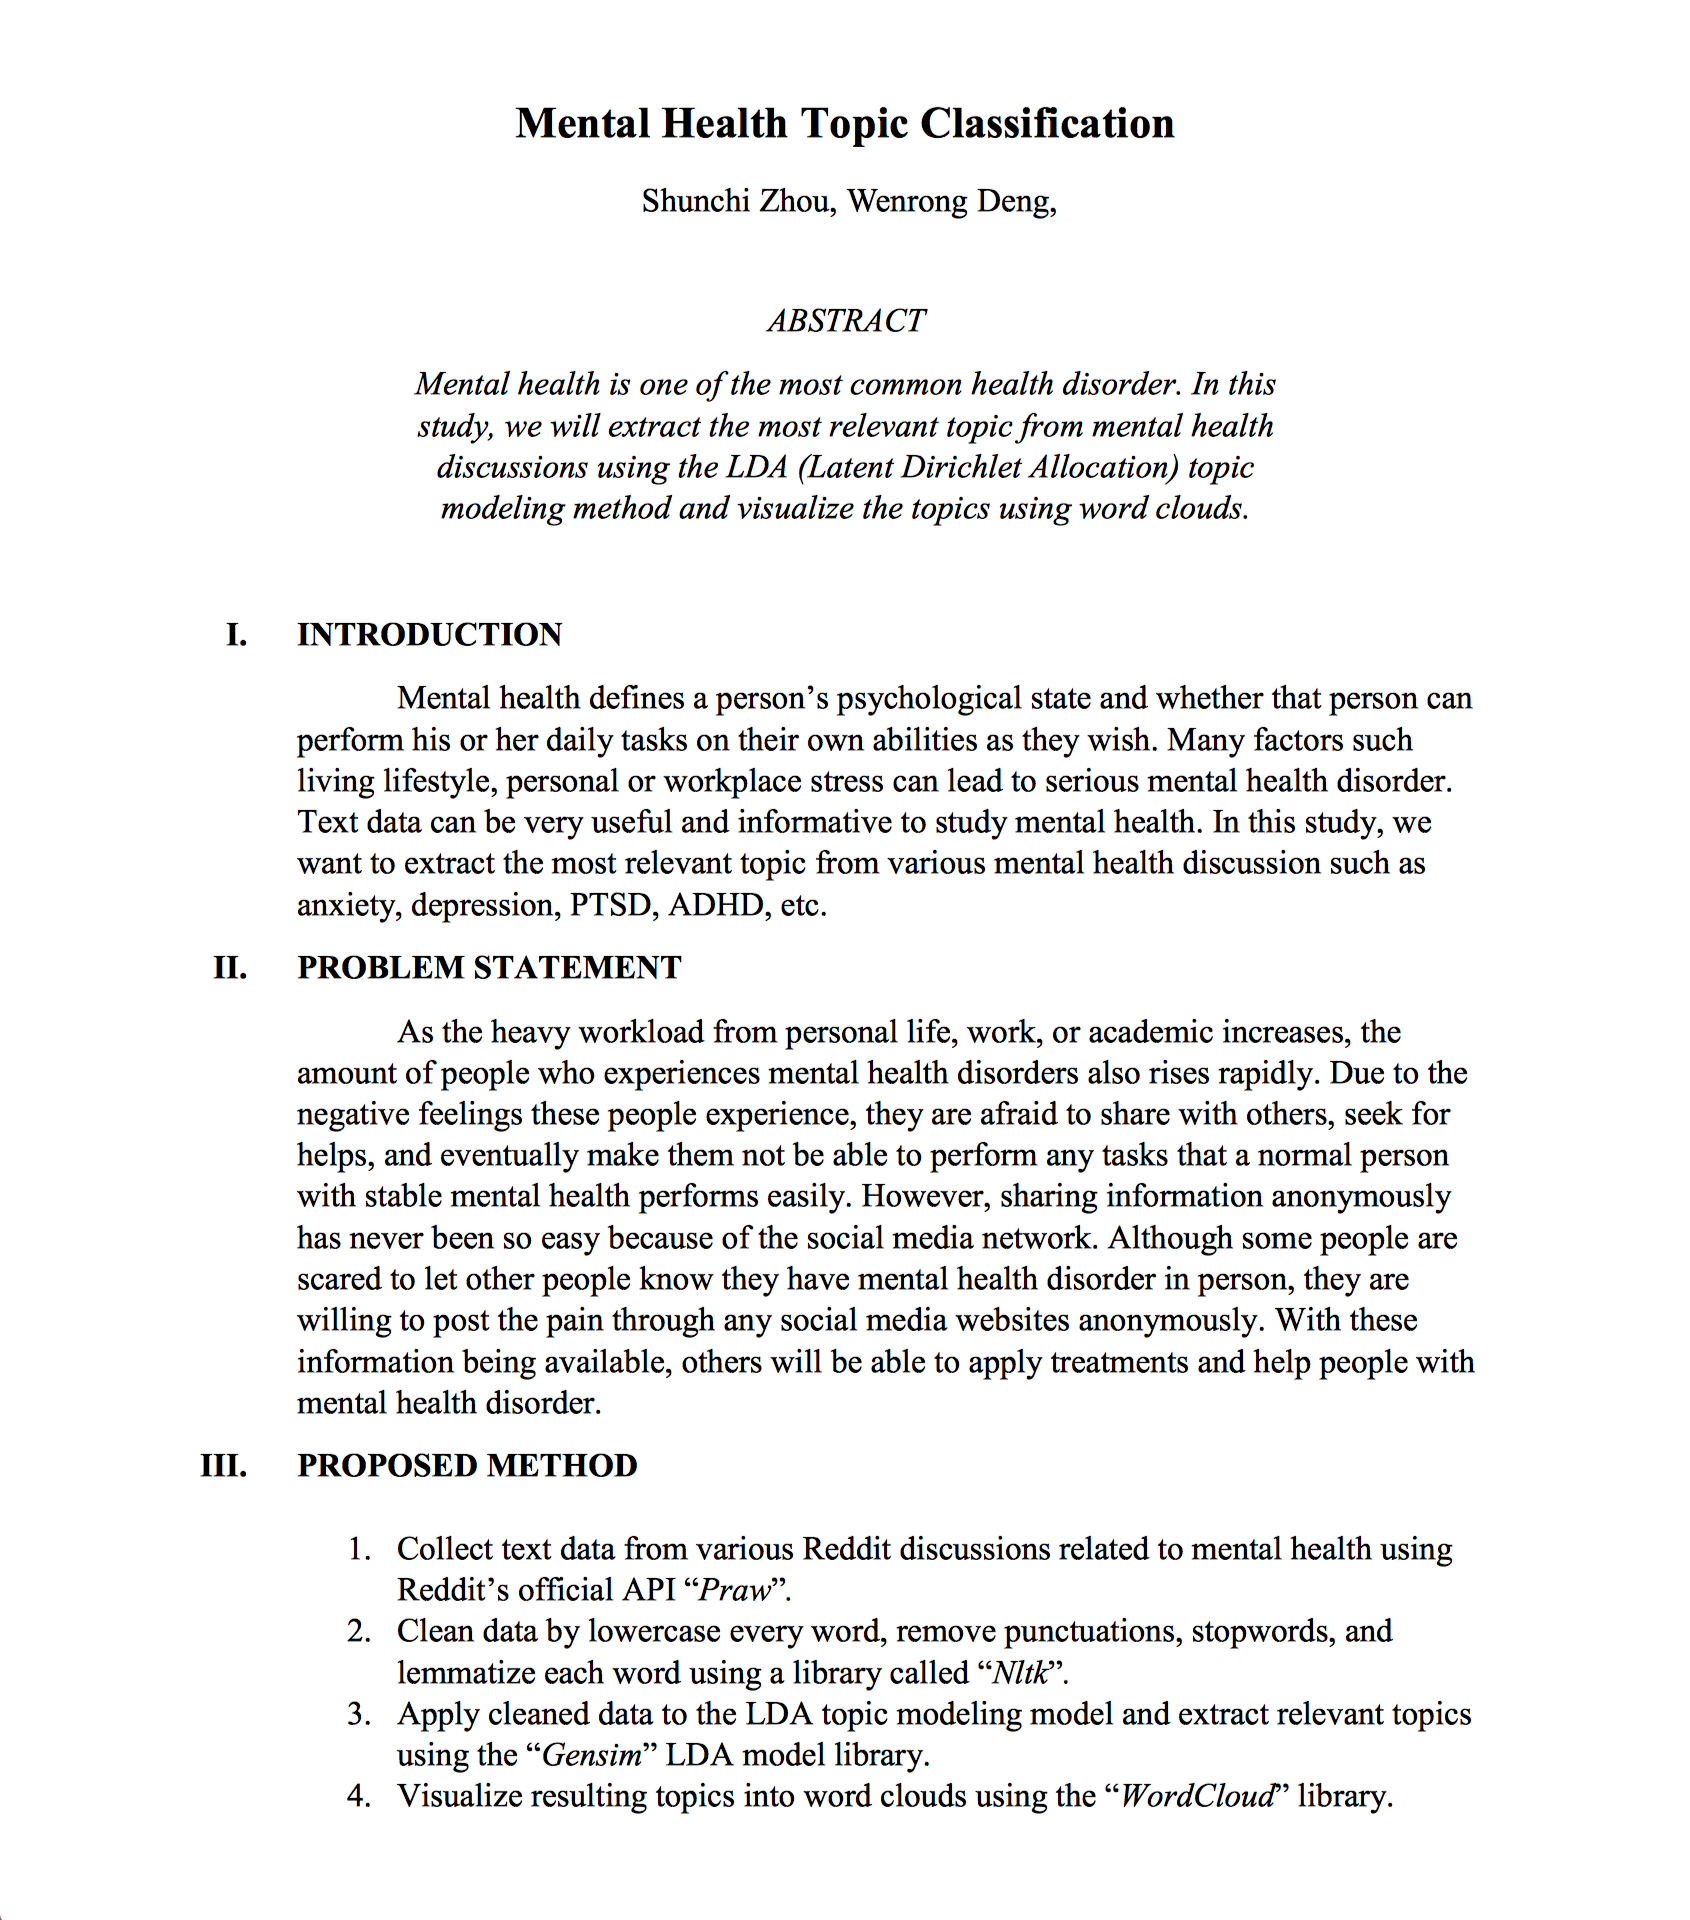 Mental Health Topic Classification
Shunchi Zhou, Wenrong Deng,
ABSTRACT
Mental health is one of the most common health disorder. In this
study, we will extract the most relevant topic from mental health
discussions using the LDA (Latent Dirichlet Allocation) topic
modeling method and visualize the topics using word clouds.
I. INTRODUCTION
Mental health defines a person’s psychological state and whether that person can
perform his or her daily tasks on their own abilities as they wish. Many factors such
living lifestyle, personal or workplace stress can lead to serious mental health disorder.
Text data can be very useful and informative to study mental health. In this study, we
want to extract the most relevant topic from various mental health discussion such as
anxiety, depression, PTSD, ADHD, etc.
II. PROBLEM STATEMENT
As the heavy workload from personal life, work, or academic increases, the
amount of people who experiences mental health disorders also rises rapidly. Due to the
negative feelings these people experience, they are afraid to share with others, seek for
helps, and eventually make them not be able to perform any tasks that a normal person
with stable mental health performs easily. However, sharing information anonymously
has never been so easy because of the social media network. Although some people are
scared to let other people know they have mental health disorder in person, they are
willing to post the pain through any social media websites anonymously. With these
information being available, others will be able to apply treatments and help people with
mental health disorder.
III. PROPOSED METHOD
1. Collect text data from various Reddit discussions related to mental health using
Reddit’s official API “Praw”.
2. Clean data by lowercase every word, remove punctuations, stopwords, and
lemmatize each word using a library called “Nltk”.
3. Apply cleaned data to the LDA topic modeling model and extract relevant topics
using the “Gensim” LDA model library.
4. Visualize resulting topics into word clouds using the “WordCloud” library.